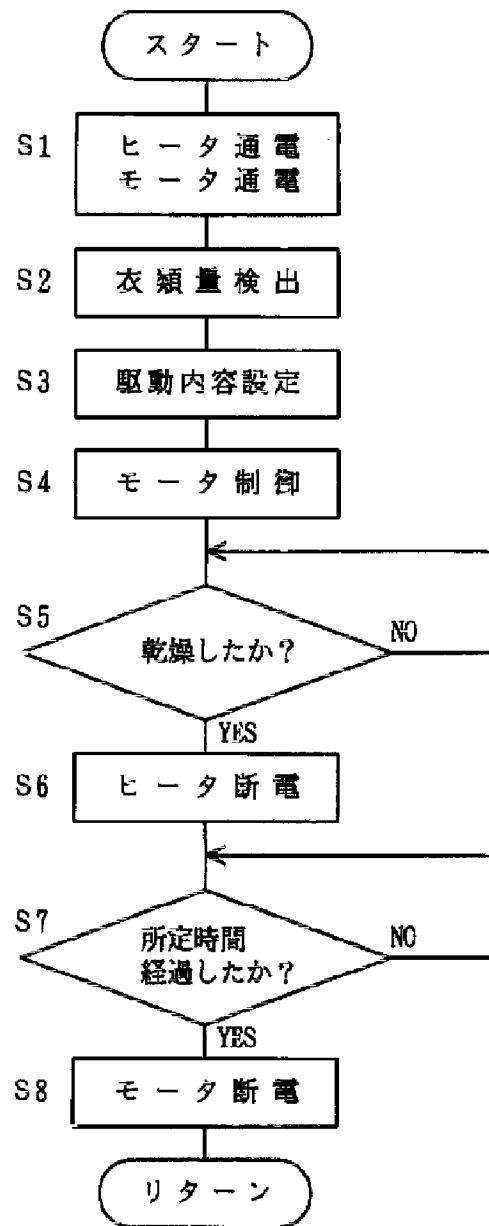 スタート
S1
ヒータ通電
モータ通電
S2
衣類量検出
S3
駆動内容設定
S4
モータ制御
S5
乾燥したか？
NO
YES
S6
ヒータ断電
S7
所定時間
経過したか？
NO
YES
S8
モータ断電
リターン